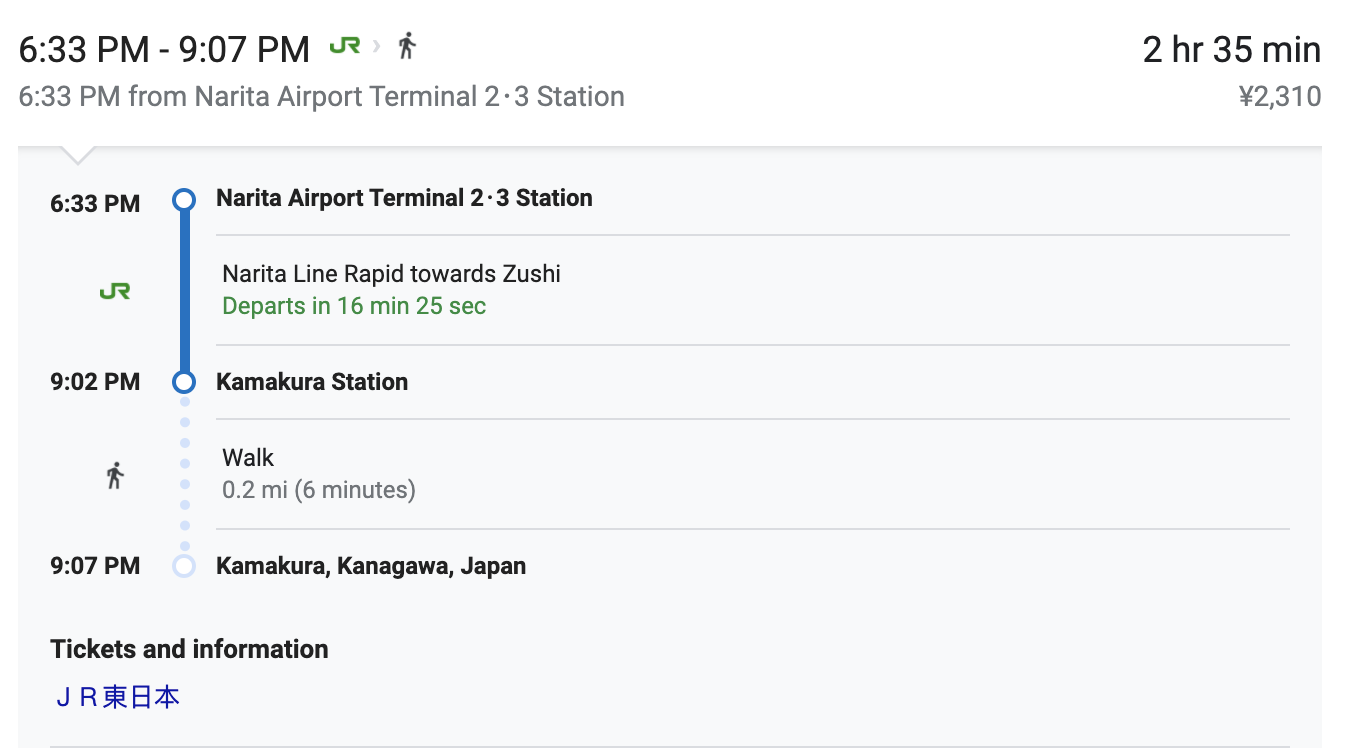 6:33 PM - 9:07 PM JR 2 hr 35 min
6:33 PM from Narita Airport Terminal 2·3 Station ¥2,310
6:33 PM Narita Airport Terminal 2·3 Station
JR Narita Line Rapid towards Zushi
Departs in 16 min 25 sec
9:02 PM Kamakura Station
Walk
0.2 mi (6 minutes)
9:07 PM Kamakura, Kanagawa, Japan
Tickets and information
ＪＲ東日本